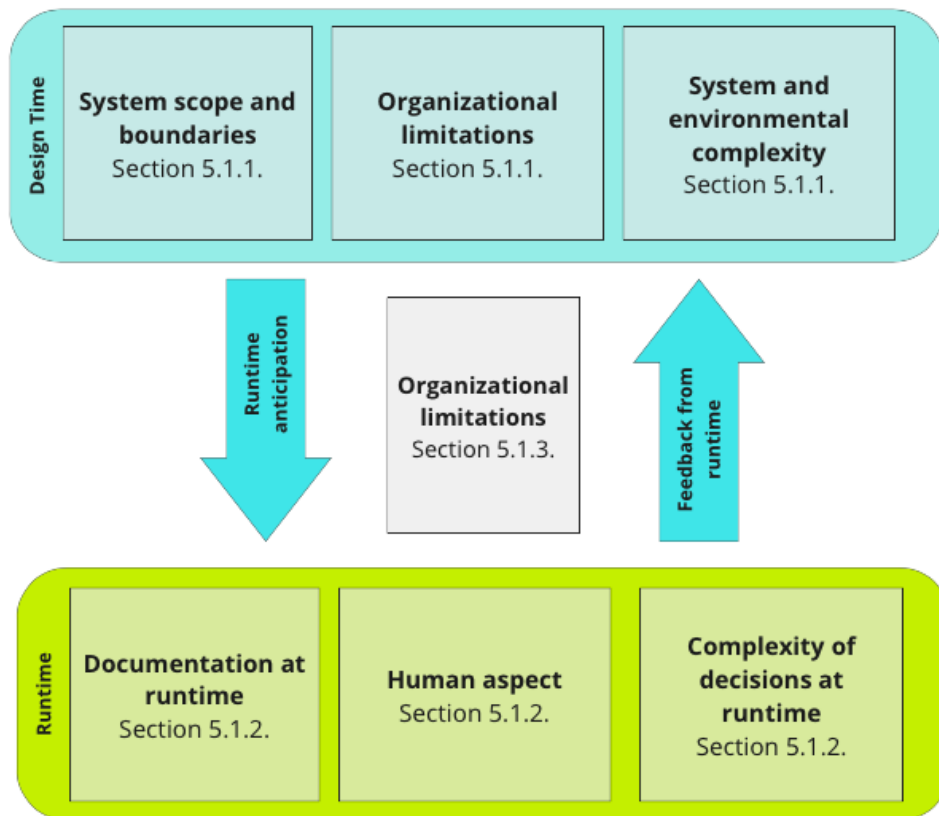 Design Time
System scope and
boundaries
Section 5.1.1.
Organizational
limitations
Section 5.1.1.
System and
environmental
complexity
Section 5.1.1.
Runtime
anticipation
Organizational
limitations
Section 5.1.3.
Feedback from
runtime
Runtime
Documentation at
runtime
Section 5.1.2.
Human aspect
Section 5.1.2.
Complexity of
decisions at
runtime
Section 5.1.2.